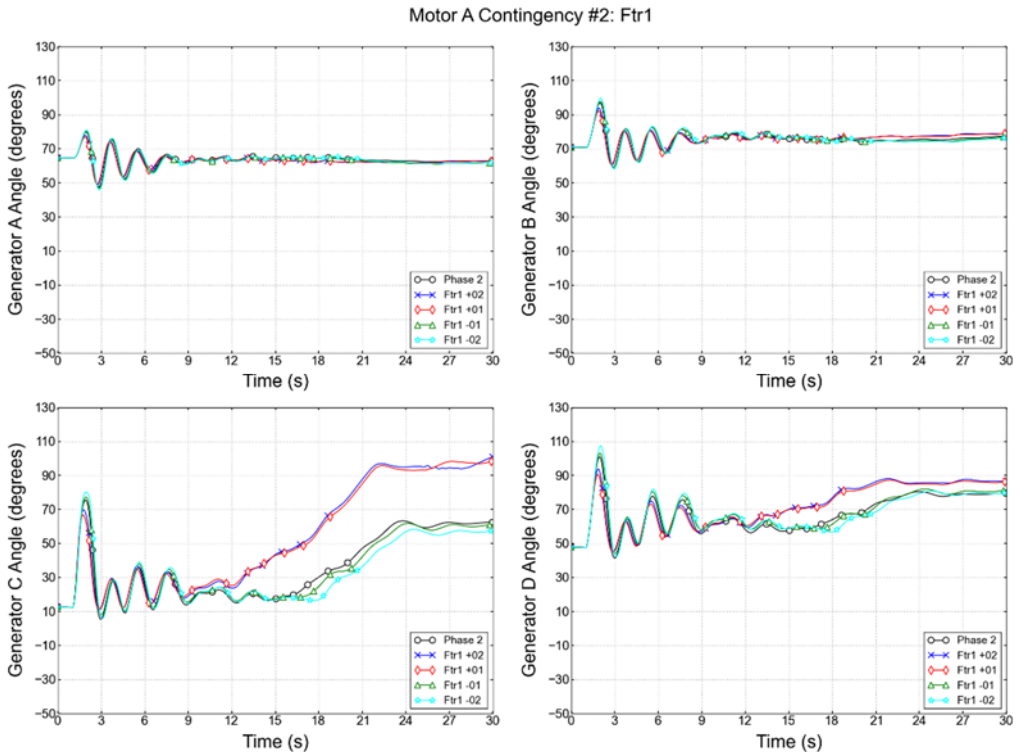 Motor A Contingency #2: Ftr1
Generator A Angle (degrees)
130
110
90
70
50
30
10
−10
−30
−50
0 3 6 9 12 15 18 21 24 27 30
Time (s)
Phase 2
Ftr1 +02
Ftr1 +01
Ftr1 -01
Ftr1 -02
Generator B Angle (degrees)
130
110
90
70
50
30
10
−10
−30
−50
0 3 6 9 12 15 18 21 24 27 30
Time (s)
Phase 2
Ftr1 +02
Ftr1 +01
Ftr1 -01
Ftr1 -02
Generator C Angle (degrees)
130
110
90
70
50
30
10
−10
−30
−50
0 3 6 9 12 15 18 21 24 27 30
Time (s)
Phase 2
Ftr1 +02
Ftr1 +01
Ftr1 -01
Ftr1 -02
Generator D Angle (degrees)
130
110
90
70
50
30
10
−10
−30
−50
0 3 6 9 12 15 18 21 24 27 30
Time (s)
Phase 2
Ftr1 +02
Ftr1 +01
Ftr1 -01
Ftr1 -02